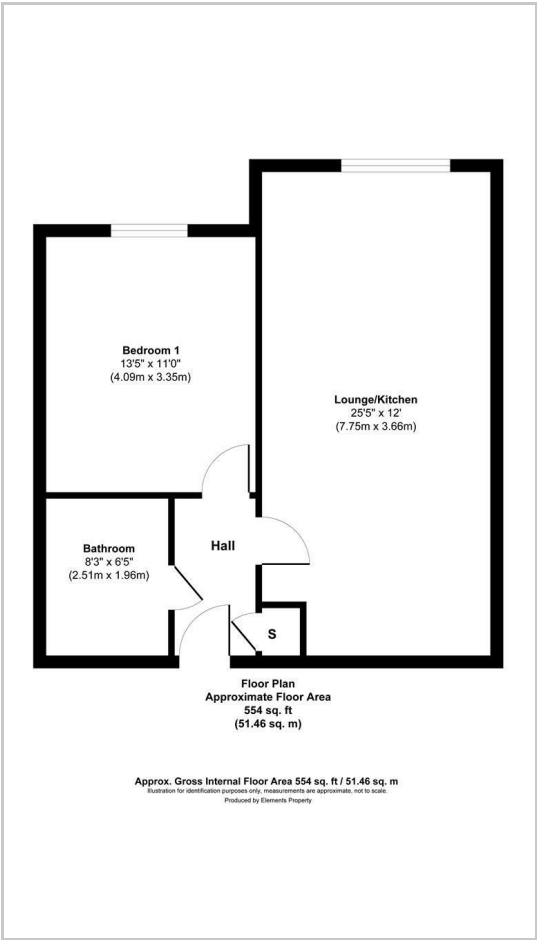 Bedroom 1
13'5" x 11'0"
(4.09m x 3.35m)
Lounge/Kitchen
25'5" x 12'
(7.75m x 3.66m)
Bathroom
8'3" x 6'5"
(2.51m x 1.96m)
Hall
S
Floor Plan
Approximate Floor Area
554 sq. ft
(51.46 sq. m)
Approx. Gross Internal Floor Area 554 sq. ft / 51.46 sq. m
Illustration for identification purposes only, measurements are approximate, not to scale.
Produced by Elements Property